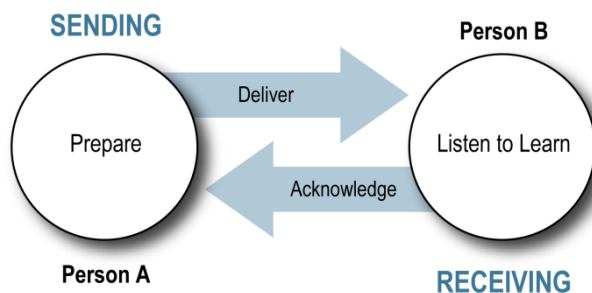 SENDING
Person B
Deliver
Prepare
Listen to Learn
Acknowledge
Person A
RECEIVING